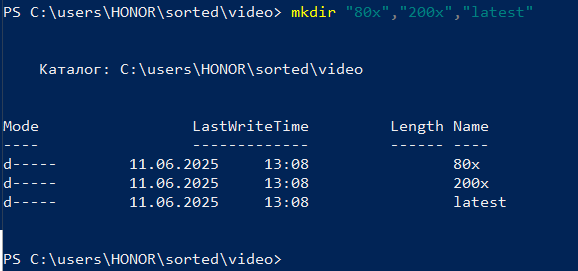 PS C:\users\HONOR\sorted\video> mkdir "80x","200x","latest"
Каталог: C:\users\HONOR\sorted\video
Mode LastWriteTime Length Name
---- ------------- ------ ----
d----- 11.06.2025 13:08 80x
d----- 11.06.2025 13:08 200x
d----- 11.06.2025 13:08 latest
PS C:\users\HONOR\sorted\video>